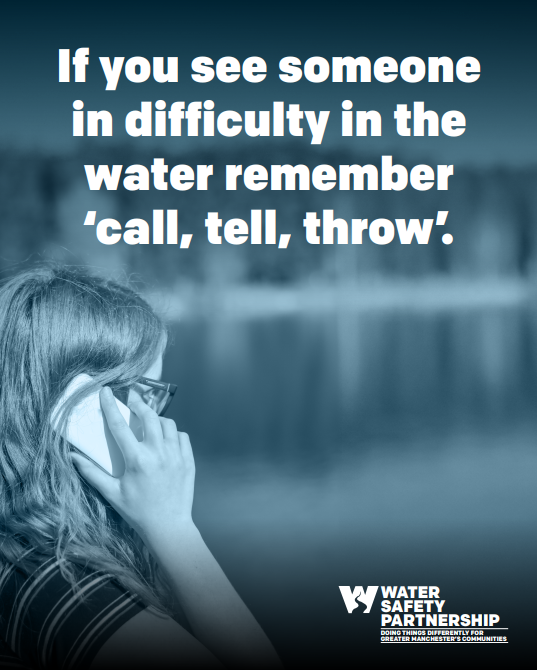 If you see someone
in difficulty in the
water remember
‘call, tell, throw’.
WATER
SAFETY
PARTNERSHIP
DOING THINGS DIFFERENTLY FOR
GREATER MANCHESTER'S COMMUNITIES